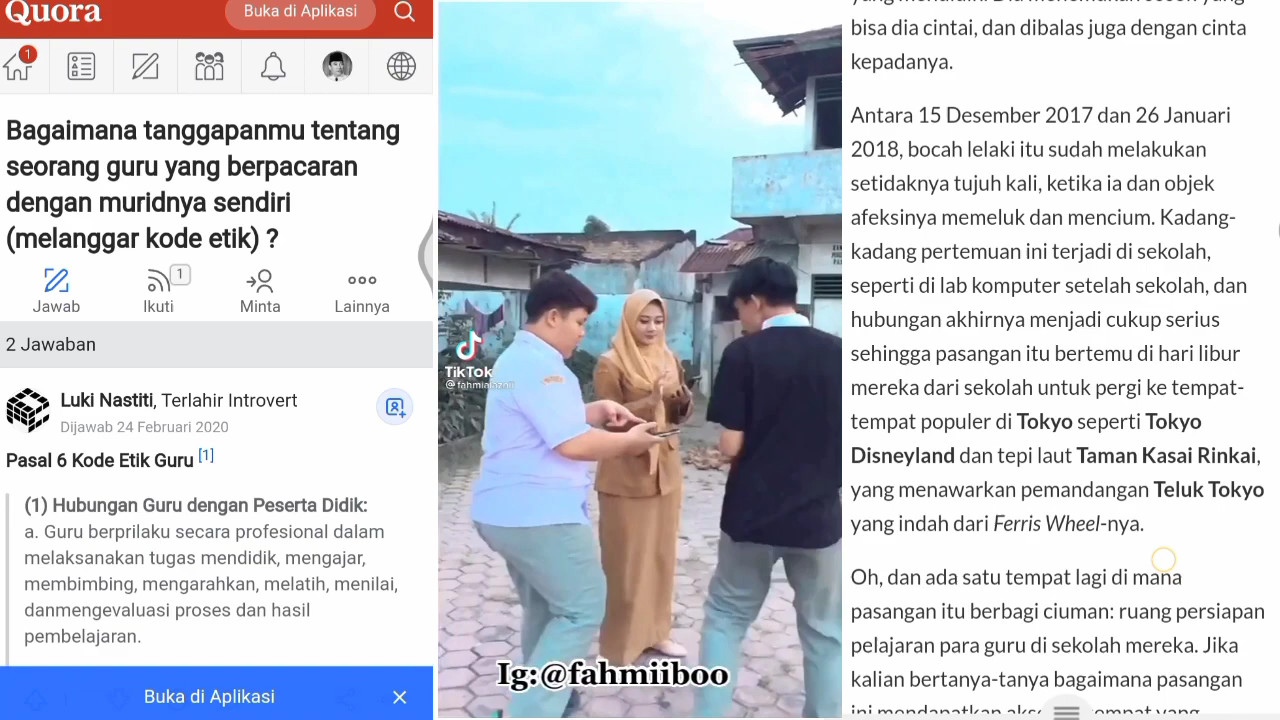 Quora
Buka di Aplikasi
1
Bagaimana tanggapanmu tentang
seorang guru yang berpacaran
dengan muridnya sendiri
(melanggar kode etik) ?
1
Jawab
Ikuti
Minta
Lainnya
2 Jawaban
Luki Nastiti, Terlahir Introvert
Dijawab 24 Februari 2020
Pasal 6 Kode Etik Guru [1]
(1) Hubungan Guru dengan Peserta Didik:
a. Guru berprilaku secara profesional dalam
melaksanakan tugas mendidik, mengajar,
membimbing, mengarahkan, melatih, menilai,
danmengevaluasi proses dan hasil
pembelajaran.
Buka di Aplikasi
TikTok
Ig:@fahmiiboo
bisa dia cintai, dan dibalas juga dengan cinta
kepadanya.
Antara 15 Desember 2017 dan 26 Januari
2018, bocah lelaki itu sudah melakukan
setidaknya tujuh kali, ketika ia dan objek
afeksinya memeluk dan mencium. Kadang-
kadang pertemuan ini terjadi di sekolah,
seperti di lab komputer setelah sekolah, dan
hubungan akhirnya menjadi cukup serius
sehingga pasangan itu bertemu di hari libur
mereka dari sekolah untuk pergi ke tempat-
tempat populer di Tokyo seperti Tokyo
Disneyland dan tepi laut Taman Kasai Rinkai,
yang menawarkan pemandangan Teluk Tokyo
yang indah dari Ferris Wheel-nya.
Oh, dan ada satu tempat lagi di mana
pasangan itu berbagi ciuman: ruang persiapan
pelajaran para guru di sekolah mereka. Jika
kalian bertanya-tanya bagaimana pasangan